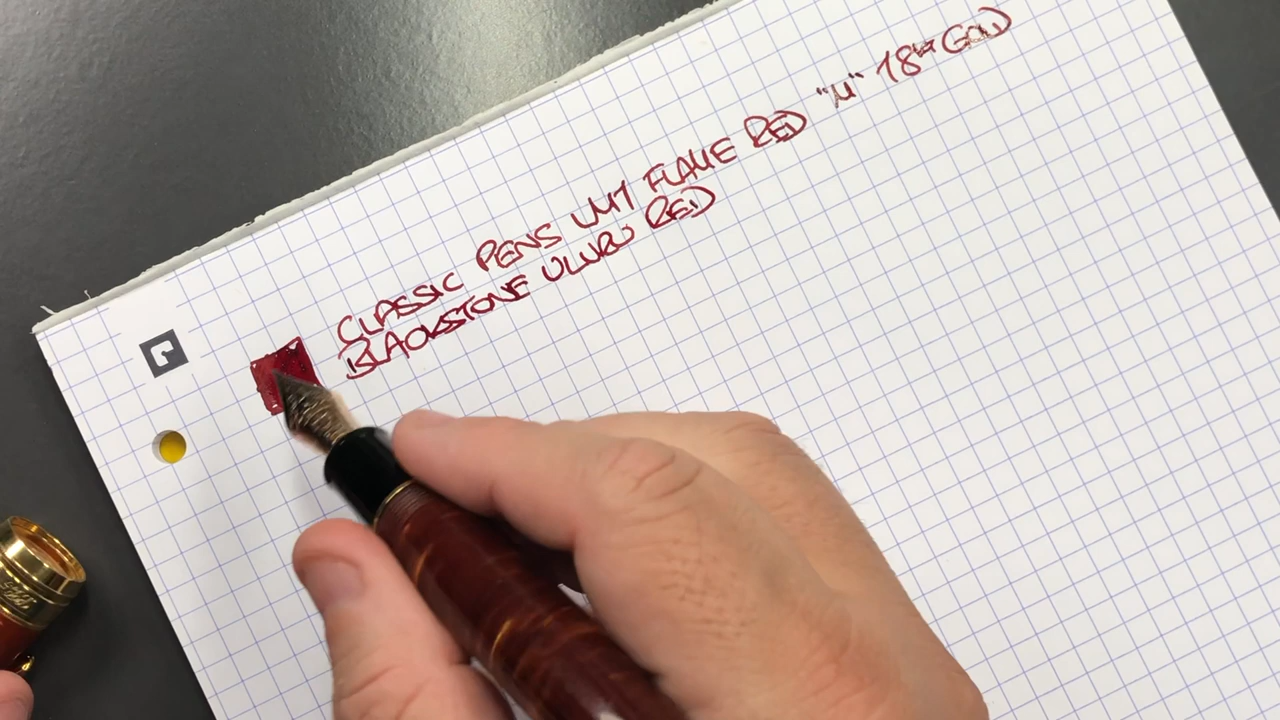 CLASSIC PENS LM1 FLAME RED "M" 18K GOLD
BLACKSTONE ULURU RED